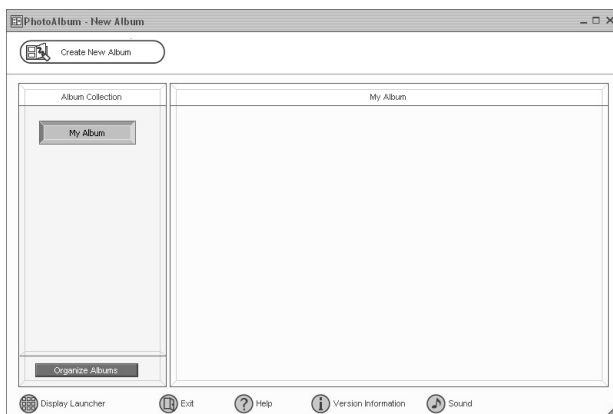 PhotoAlbum - New Album
Create New Album
Album Collection
My Album
My Album
Organize Albums
Display Launcher
Exit
Help
Version Information
Sound